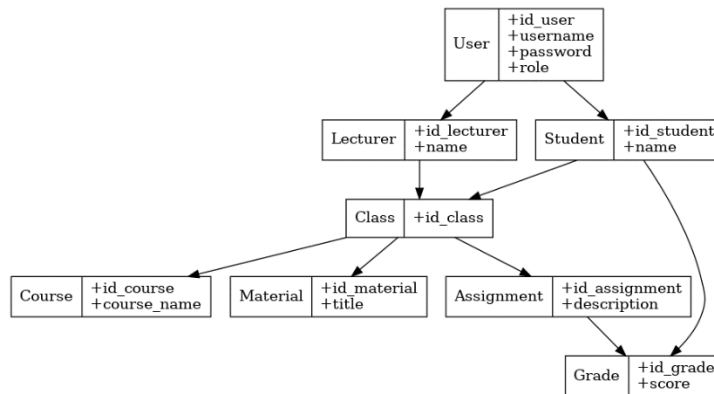 User
+id_user
+username
+password
+role
Lecturer
+id_lecturer
+name
Student
+id_student
+name
Class
+id_class
Course
+id_course
+course_name
Material
+id_material
+title
Assignment
+id_assignment
+description
Grade
+id_grade
+score